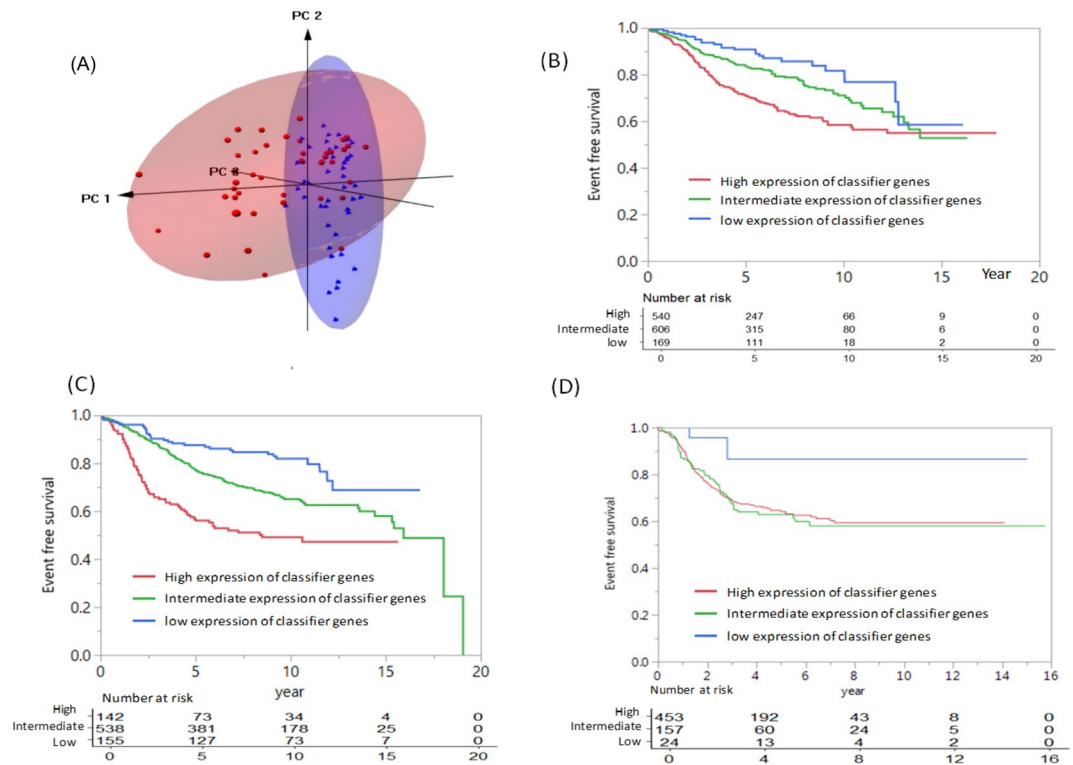 (A)
PC 2
PC 3
PC 1
(B)
Event free survival
1.0
0.8
0.6
0.4
0.2
0.0
High expression of classifier genes
Intermediate expression of classifier genes
low expression of classifier genes
0 5 10 15 Year 20
Number at risk
High 540 247 66 9 0
Intermediate 606 315 80 6 0
low 169 111 18 2 0
0 5 10 15 20
(C)
Event free survival
1.0
0.8
0.6
0.4
0.2
0.0
High expression of classifier genes
Intermediate expression of classifier genes
low expression of classifier genes
0 5 10 15 20
year
Number at risk
High 142 73 34 4 0
Intermediate 538 381 178 25 0
Low 155 127 73 7 0
0 5 10 15 20
(D)
Event free survival
1.0
0.8
0.6
0.4
0.2
0.0
High expression of classifier genes
Intermediate expression of classifier genes
low expression of classifier genes
0 2 4 6 8 10 12 14 16
year
Number at risk
High 453 192 43 8 0
Intermediate 157 60 24 5 0
Low 24 13 4 2 0
0 4 8 12 16